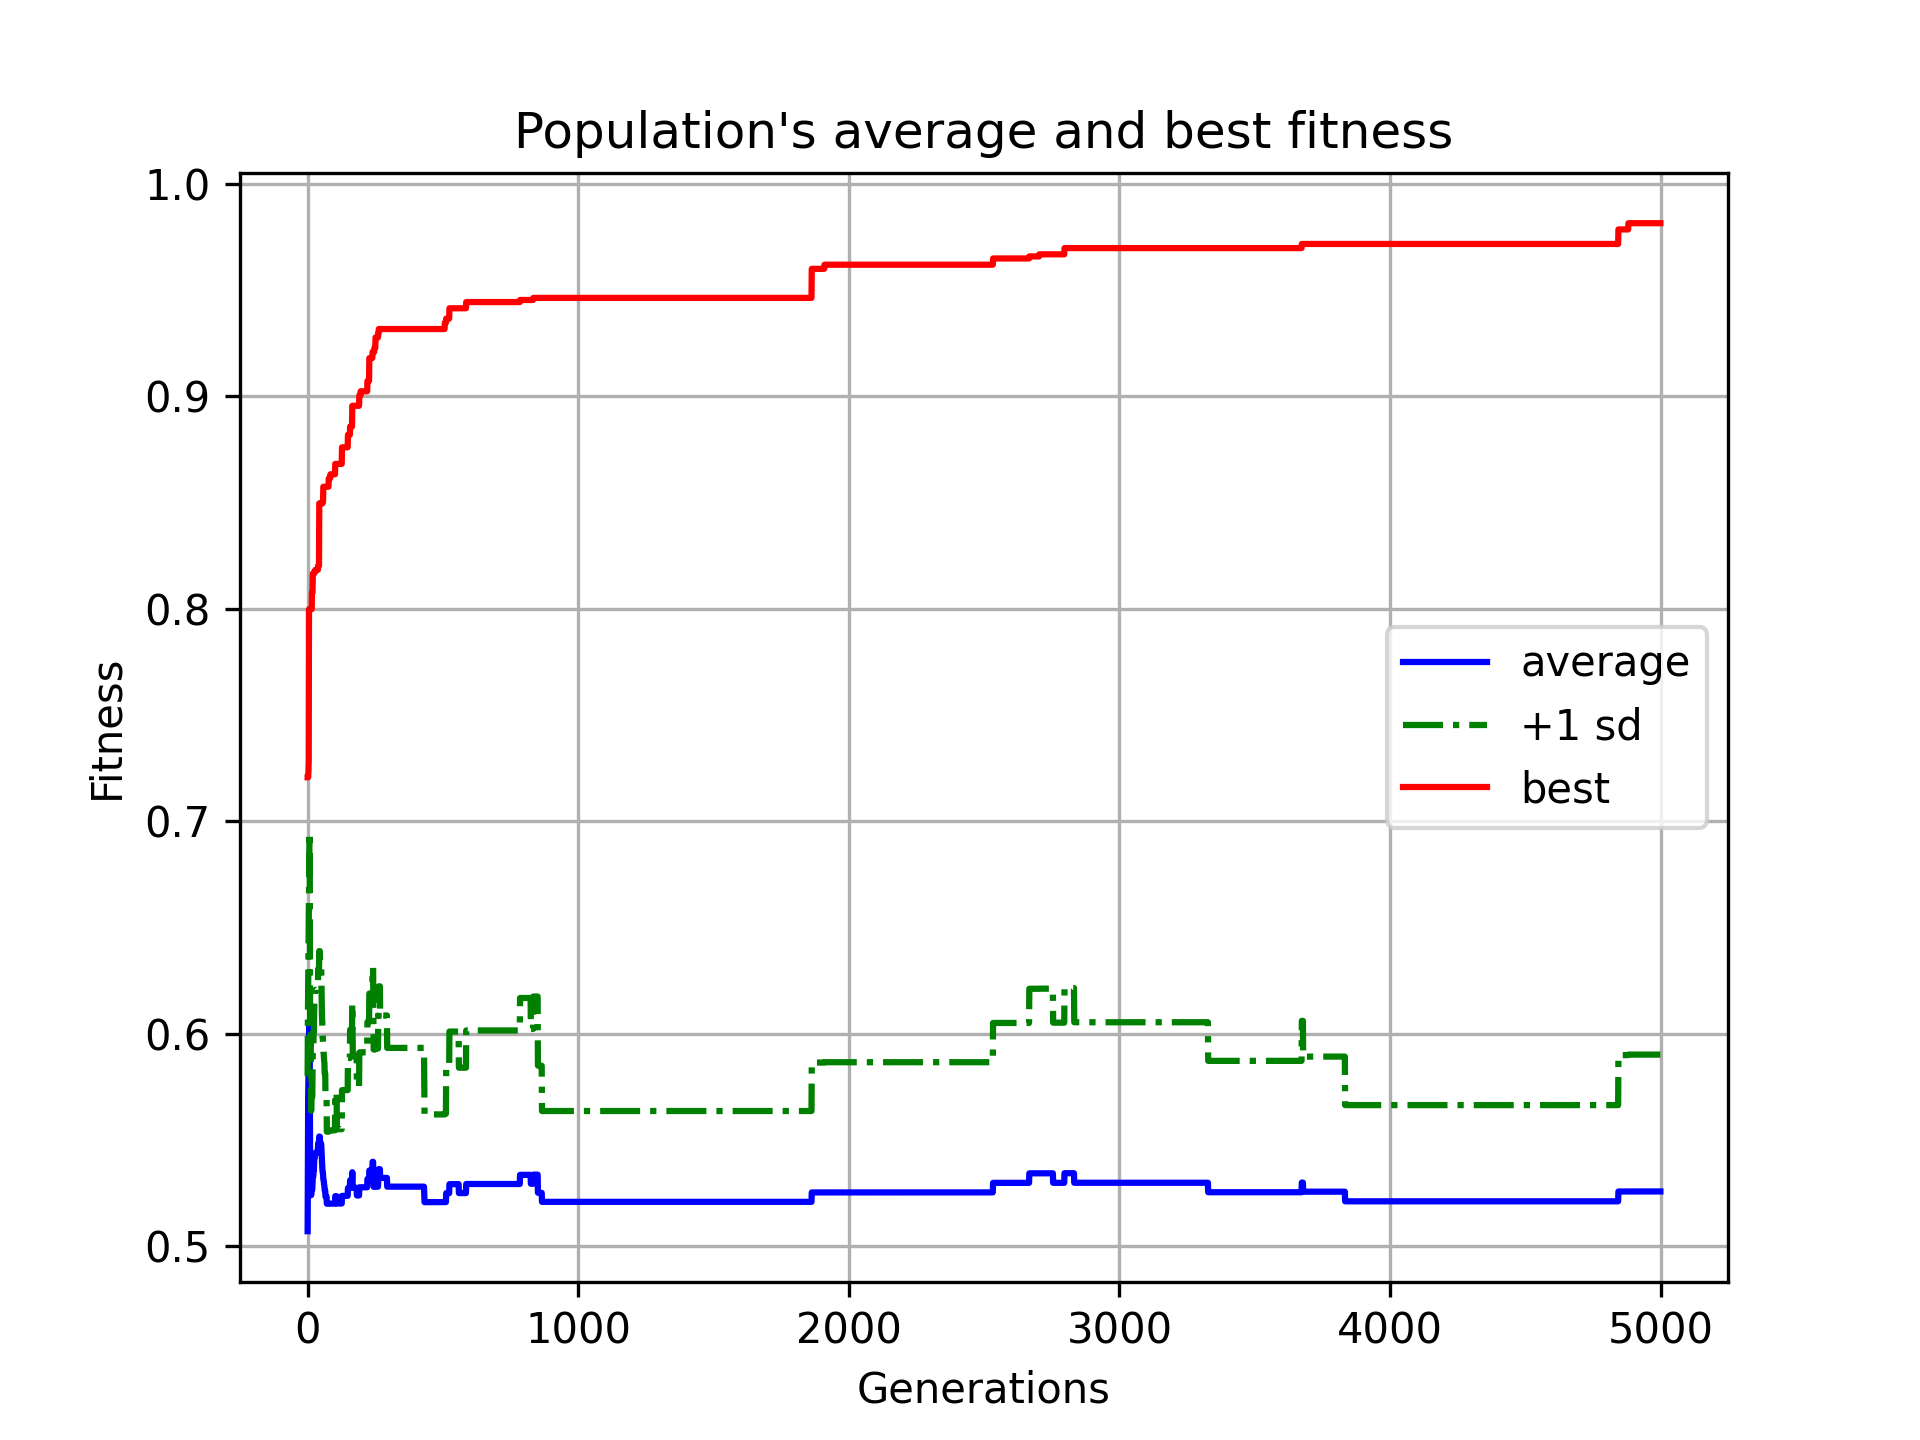 Population's average and best fitness
1.0
0.9
0.8
0.7
0.6
0.5
Fitness
average
+1 sd
best
0 1000 2000 3000 4000 5000
Generations